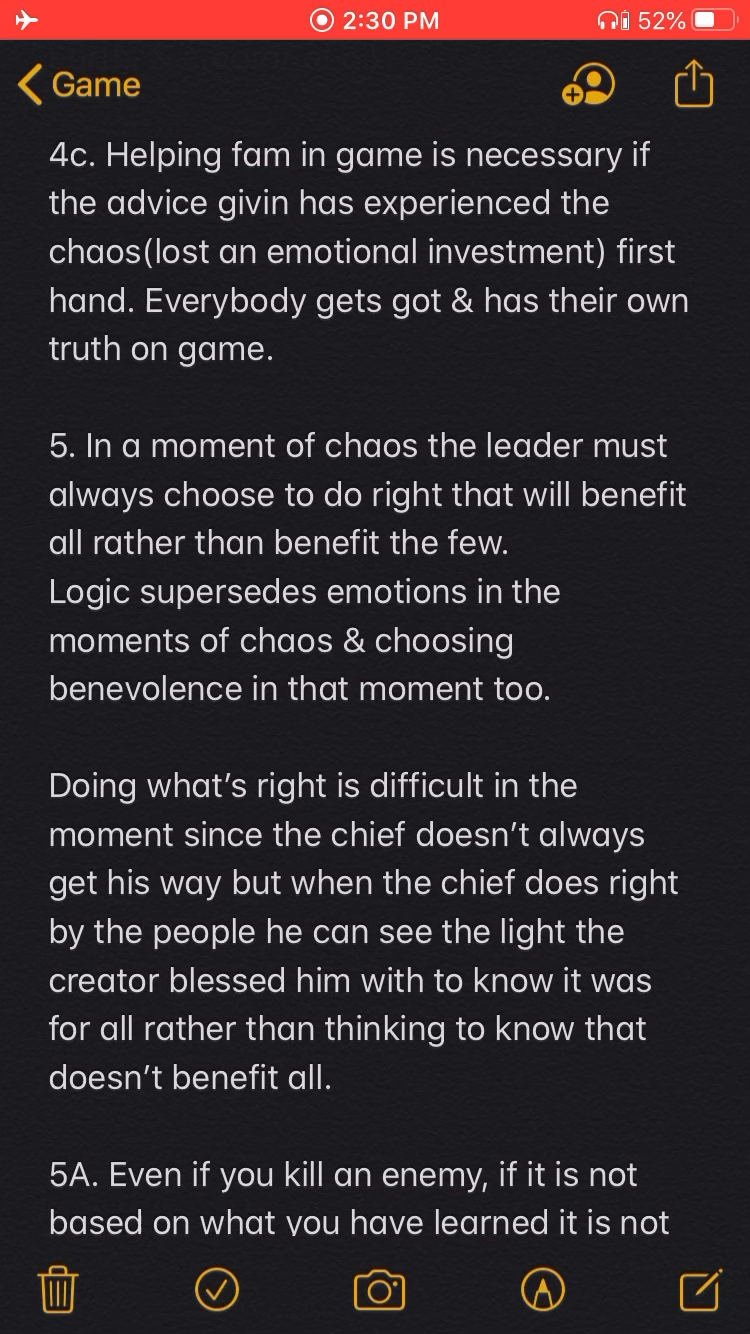 2:30 PM
52%
Game
4c. Helping fam in game is necessary if
the advice givin has experienced the
chaos(lost an emotional investment) first
hand. Everybody gets got & has their own
truth on game.
5. In a moment of chaos the leader must
always choose to do right that will benefit
all rather than benefit the few.
Logic supersedes emotions in the
moments of chaos & choosing
benevolence in that moment too.
Doing what’s right is difficult in the
moment since the chief doesn’t always
get his way but when the chief does right
by the people he can see the light the
creator blessed him with to know it was
for all rather than thinking to know that
doesn’t benefit all.
5A. Even if you kill an enemy, if it is not
based on what you have learned it is not